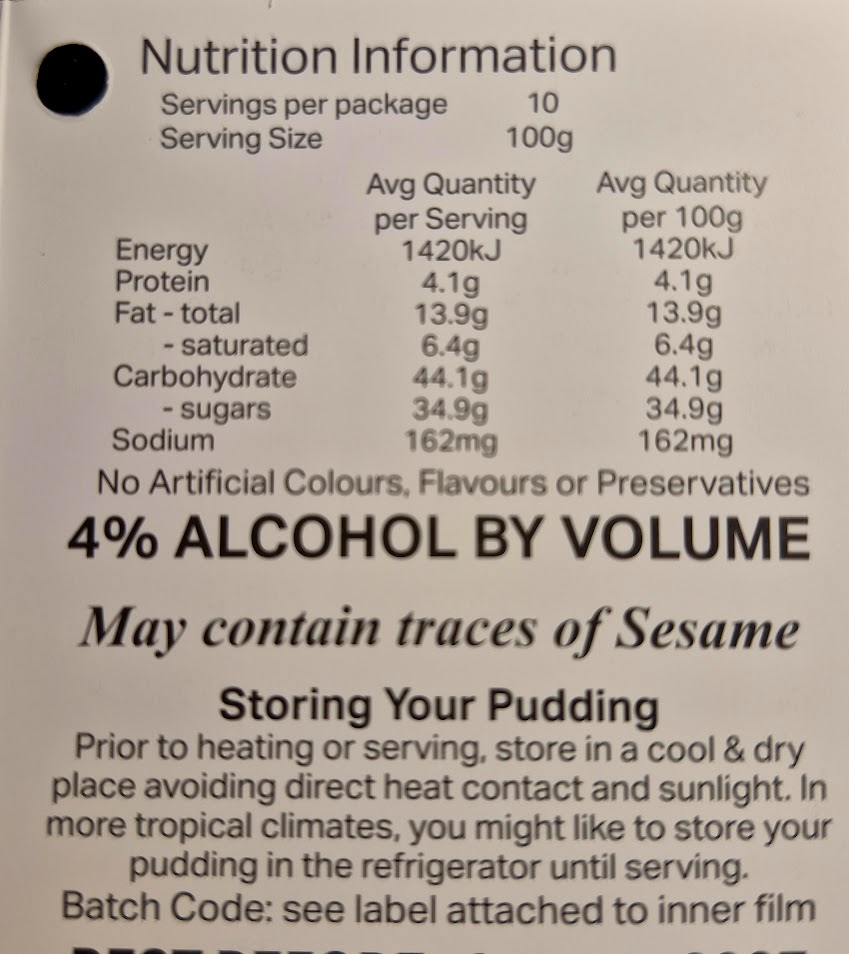 Nutrition Information
Servings per package 10
Serving Size 100g
Avg Quantity Avg Quantity
per Serving per 100g
Energy 1420kJ 1420kJ
Protein 4.1g 4.1g
Fat - total 13.9g 13.9g
- saturated 6.4g 6.4g
Carbohydrate 44.1g 44.1g
- sugars 34.9g 34.9g
Sodium 162mg 162mg
No Artificial Colours, Flavours or Preservatives
4% ALCOHOL BY VOLUME
May contain traces of Sesame
Storing Your Pudding
Prior to heating or serving, store in a cool & dry
place avoiding direct heat contact and sunlight. In
more tropical climates, you might like to store your
pudding in the refrigerator until serving.
Batch Code: see label attached to inner film
BEST BEFORE